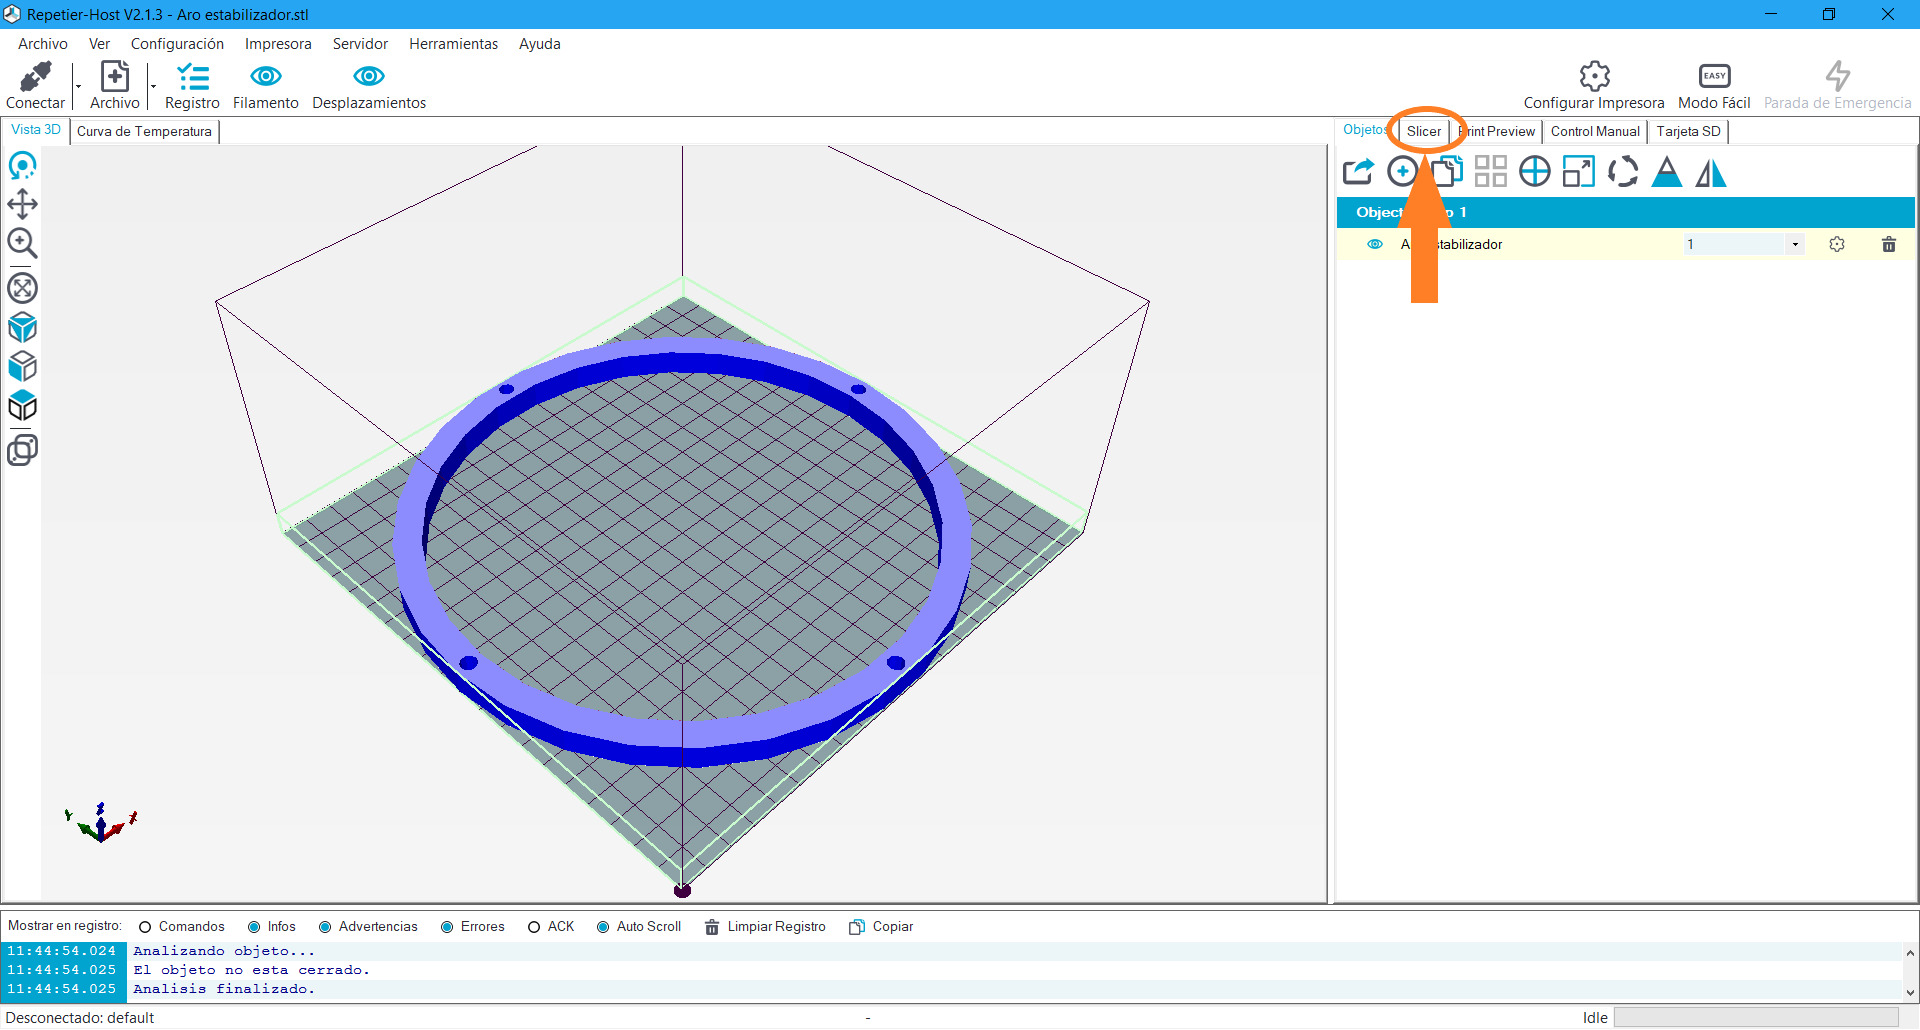 Repetier-Host V2.1.3 - Aro estabilizador.stl
Archivo Ver Configuración Impresora Servidor Herramientas Ayuda
EASY
Conectar Archivo Registro Filamento Desplazamientos Configurar Impresora Modo Fácil Parada de Emergencia
Vista 3D Curva de Temperatura Objetos Slicer Print Preview Control Manual Tarjeta SD
Object 1
estabilizador 1
Y Z X
Mostrar en registro: Comandos Infos Advertencias Errores ACK Auto Scroll Limpiar Registro Copiar
11:44:54.024 Analizando objeto...
11:44:54.025 El objeto no esta cerrado.
11:44:54.025 Analisis finalizado.
Desconectado: default - Idle